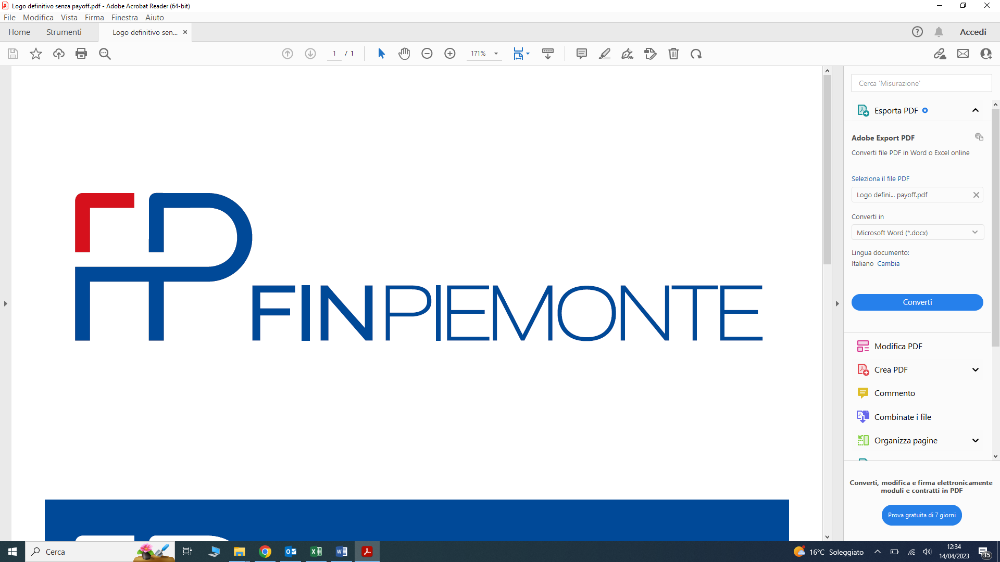 Logo definitivo senza payoff.pdf - Adobe Acrobat Reader (64-bit)
File Modifica Vista Firma Finestra Aiuto
Home Strumenti Logo definitivo sen... × Accedi
1 / 1 171%
Cerca 'Misurazione'
Esporta PDF
Adobe Export PDF
Converti file PDF in Word o Excel online
Seleziona il file PDF
Logo defini... payoff.pdf
Converti in
Microsoft Word (*.docx)
Lingua documento:
Italiano Cambia
Converti
Modifica PDF
Crea PDF
Commento
Combinate i file
Organizza pagine
Converti, modifica e firma elettronicamente
moduli e contratti in PDF
Prova gratuita di 7 giorni
FP FINPIEMONTE
Cerca
16°C Soleggiato
12:34
14/04/2023
35